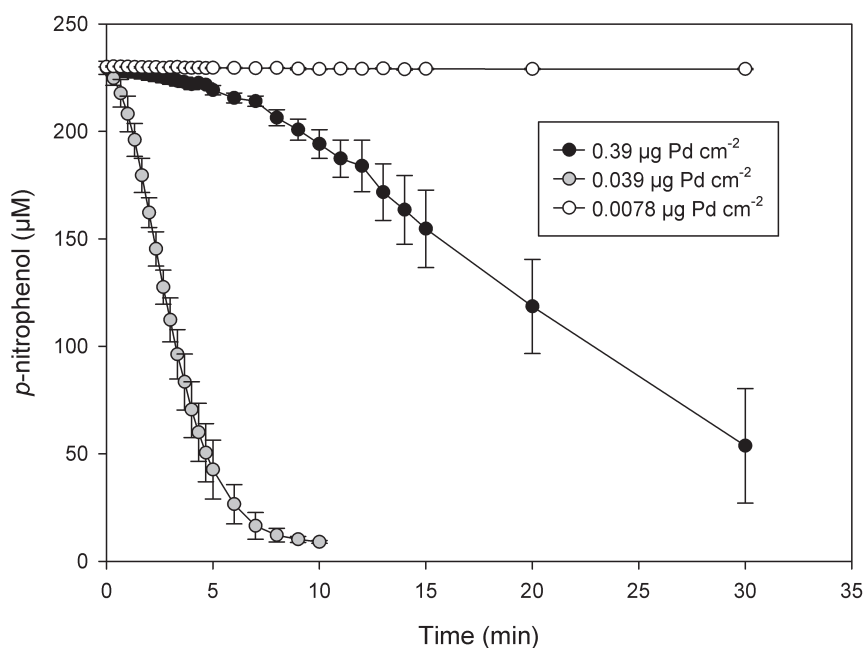 250
200
150
100
50
0
p-nitrophenol (µM)
0.39 µg Pd cm-2
0.039 µg Pd cm-2
0.0078 µg Pd cm-2
0 5 10 15 20 25 30 35
Time (min)